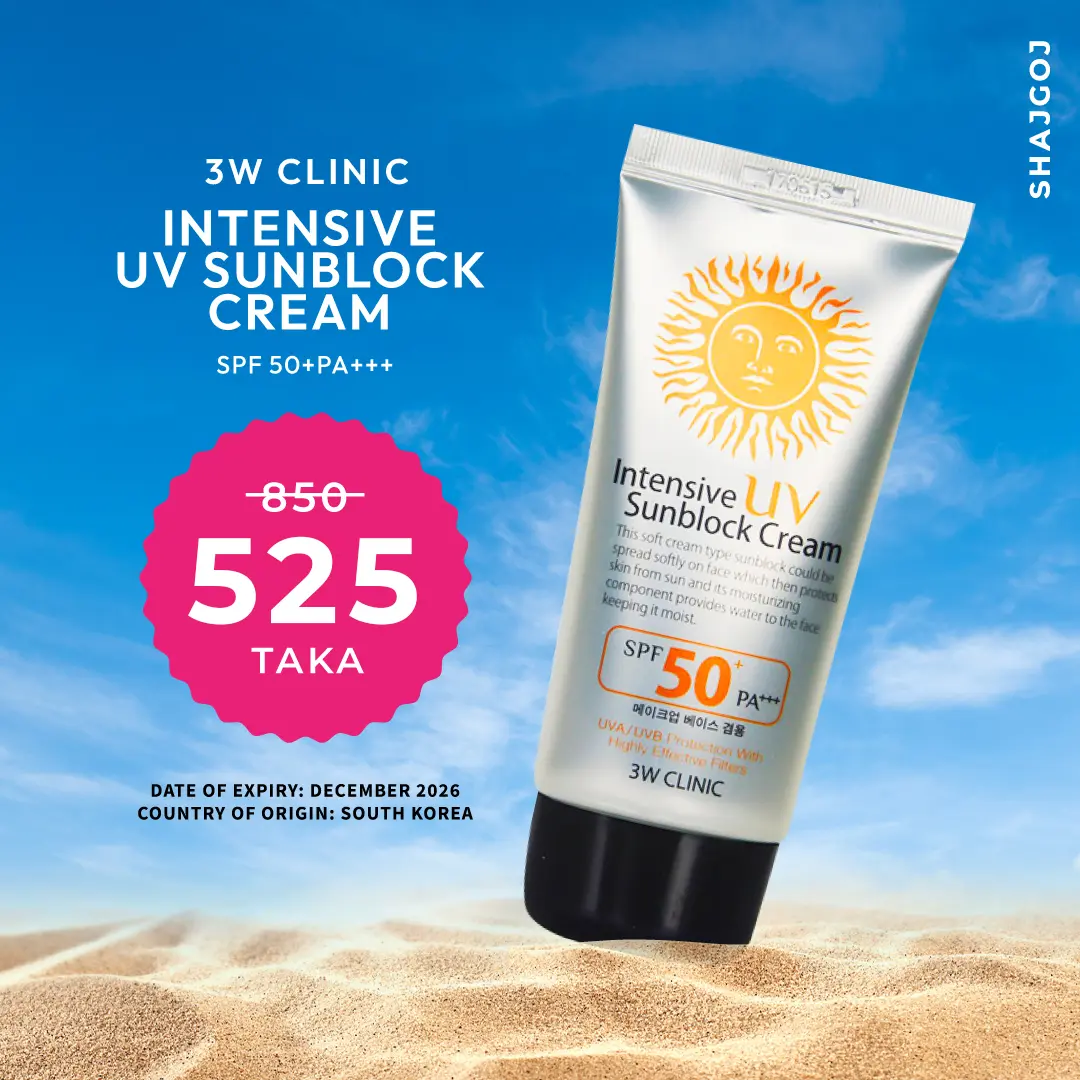 SHAJGOJ
3W CLINIC
INTENSIVE
UV SUNBLOCK
CREAM
SPF 50+PA+++
850
525
TAKA
DATE OF EXPIRY: DECEMBER 2026
COUNTRY OF ORIGIN: SOUTH KOREA
Intensive UV
Sunblock Cream
This soft cream type sunblock could be
spread softly on face which then protects
skin from sun and its moisturizing
component provides water to the face
keeping it moist.
SPF 50+ PA+++
메이크업 베이스 겸용
UVA/UVB Protection With
Highly Effective Filters
3W CLINIC